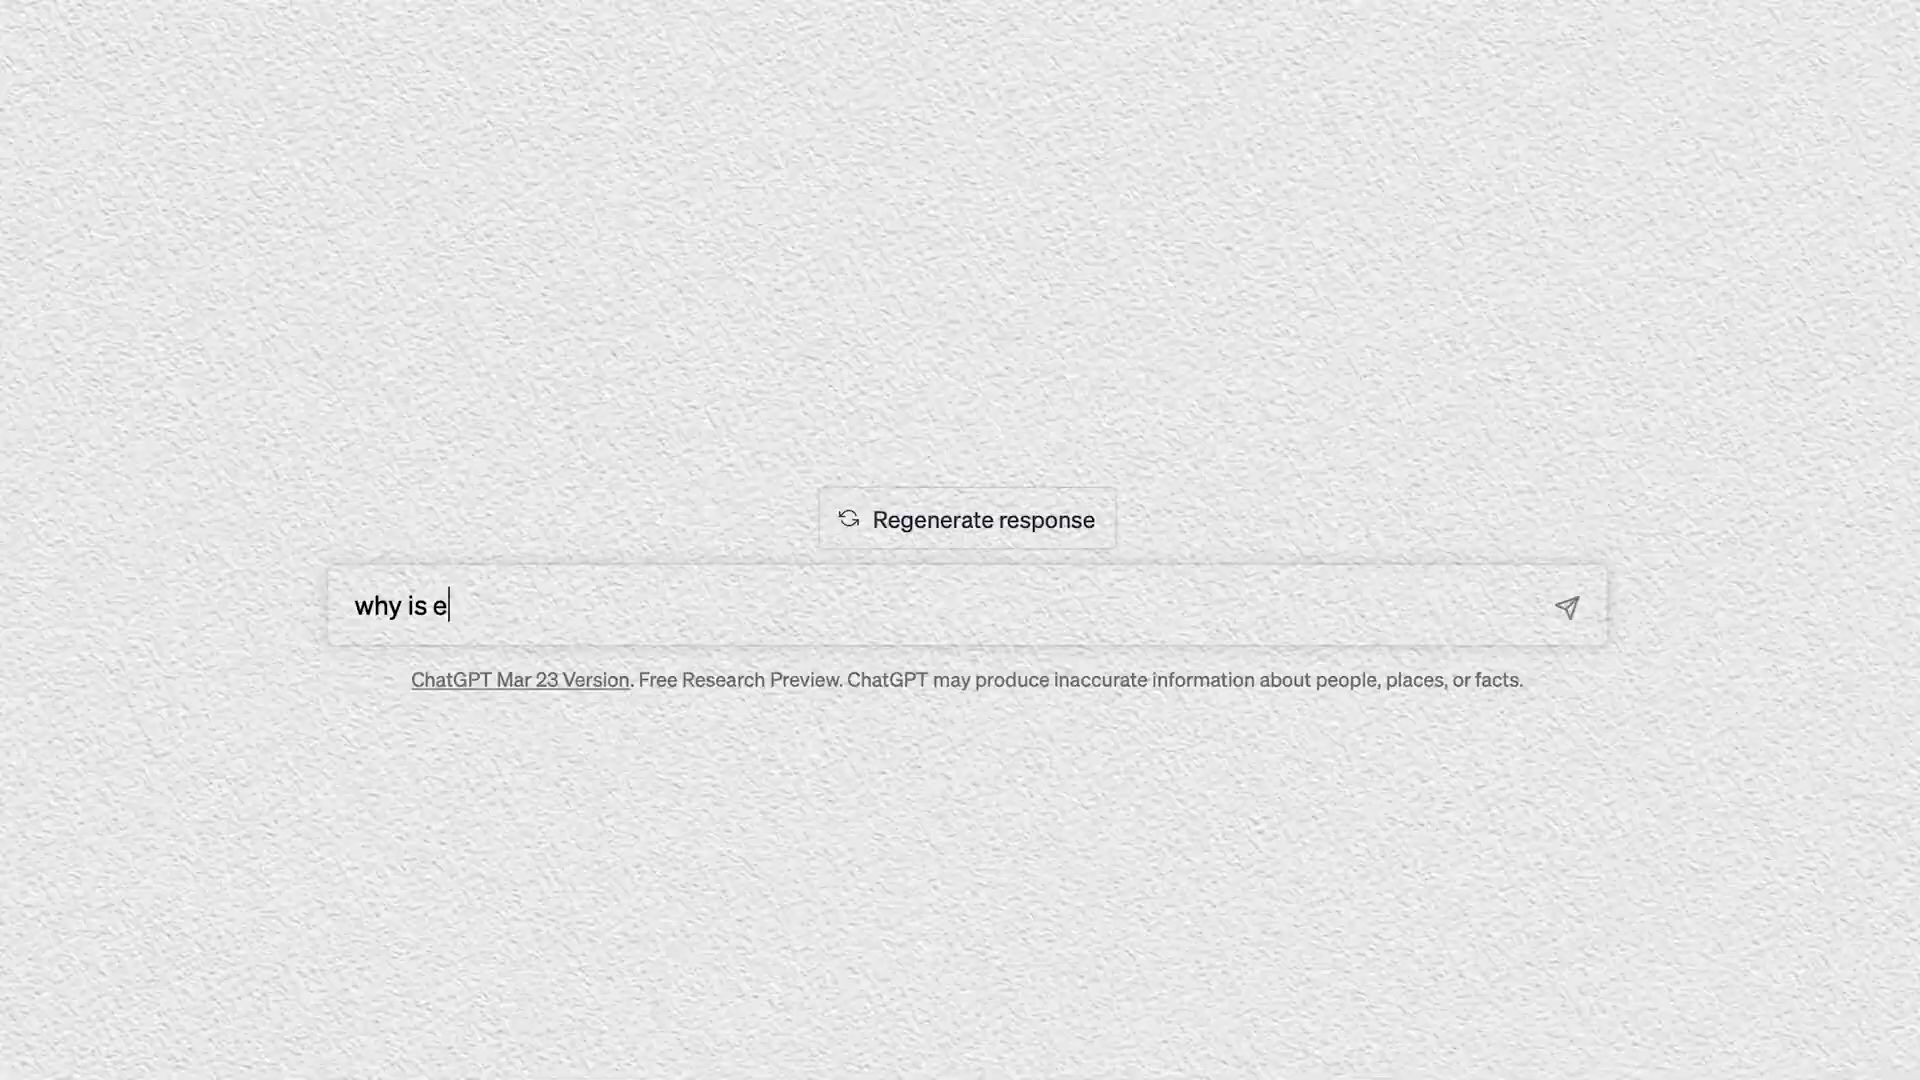 Regenerate response
why is e
ChatGPT Mar 23 Version. Free Research Preview. ChatGPT may produce inaccurate information about people, places, or facts.